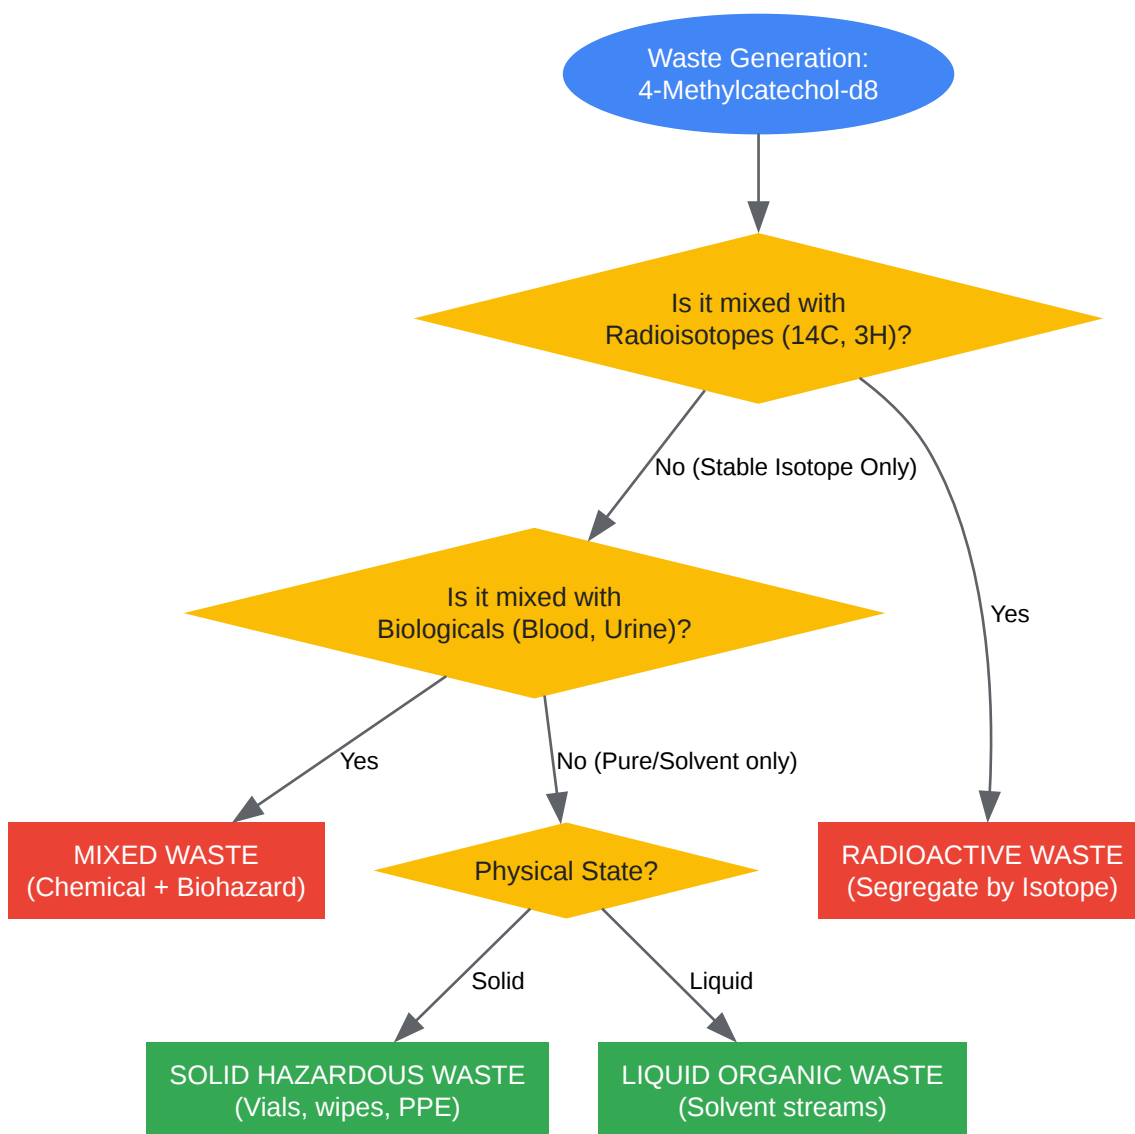 Waste Generation:
4-Methylcatechol-d8
Is it mixed with
Radioisotopes (14C, 3H)?
No (Stable Isotope Only)
Is it mixed with
Biologicals (Blood, Urine)?
Yes
Yes
No (Pure/Solvent only)
MIXED WASTE
(Chemical + Biohazard)
Physical State?
RADIOACTIVE WASTE
(Segregate by Isotope)
Solid
Liquid
SOLID HAZARDOUS WASTE
(Vials, wipes, PPE)
LIQUID ORGANIC WASTE
(Solvent streams)